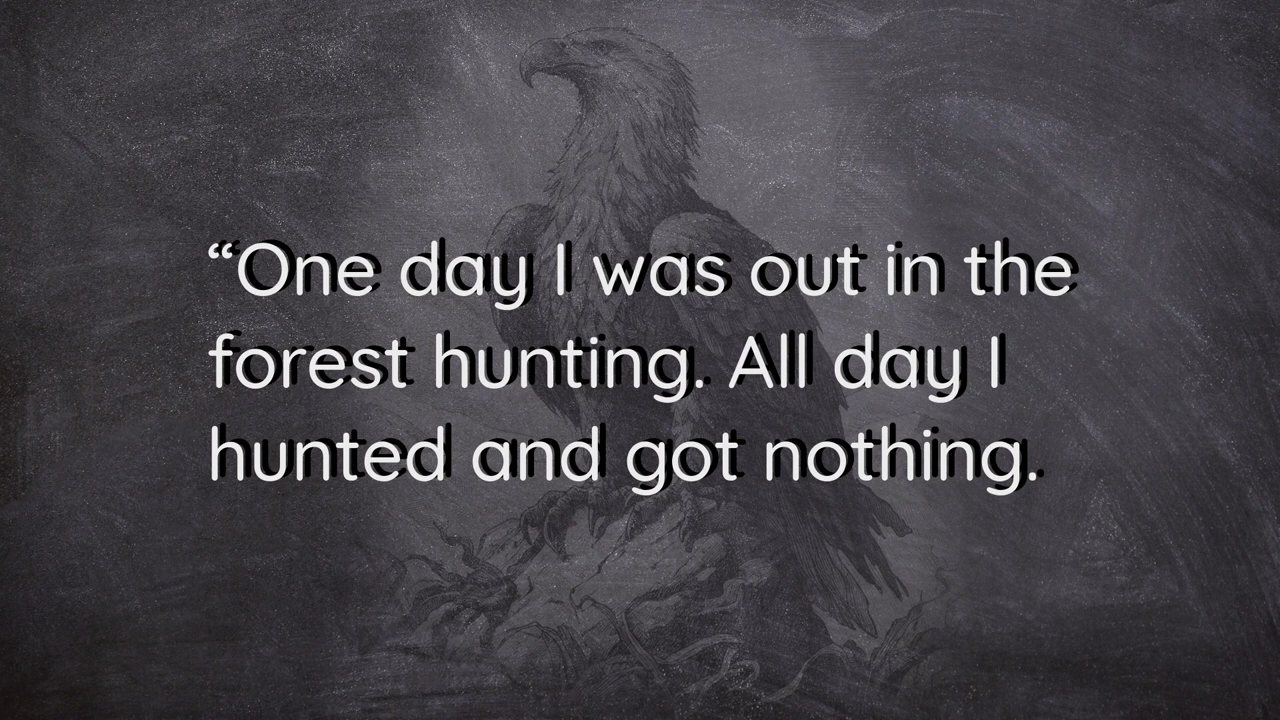 “One day I was out in the
forest hunting. All day I
hunted and got nothing.